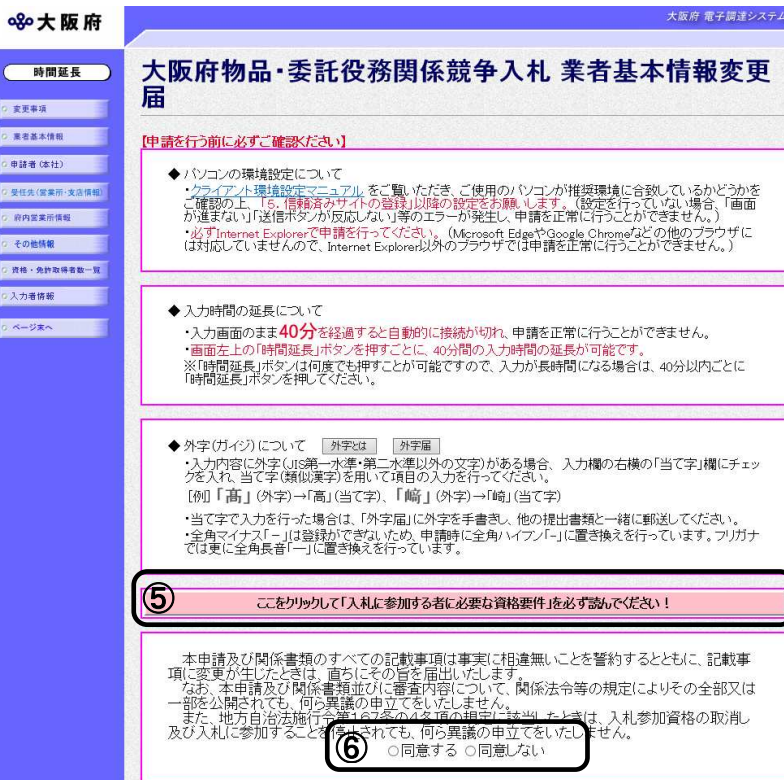 大阪府
大阪府 電子調達システム
時間延長
変更事項
業者基本情報
申請者(本社)
受任先(営業所・支店情報)
府内営業所情報
その他情報
資格・免許取得者数一覧
入力者情報
ページ末へ
大阪府物品・委託役務関係競争入札 業者基本情報変更
届
【申請を行う前に必ずご確認ください】
◆ パソコンの環境設定について
・クライアント環境設定マニュアル をご覧いただき、ご使用のパソコンが推奨環境に合致しているかどうかを
ご確認の上、「5. 信頼済みサイトの登録」以降の設定をお願いします。(設定を行っていない場合、「画面
が進まない」「送信ボタンが反応しない」等のエラーが発生し、申請を正常に行うことができません。)
・必ずInternet Explorerで申請を行ってください。(Microsoft EdgeやGoogle Chromeなどの他のブラウザに
は対応していませんので、Internet Explorer以外のブラウザでは申請を正常に行うことができません。)
◆ 入力時間の延長について
・入力画面のまま40分を経過すると自動的に接続が切れ、申請を正常に行うことができません。
・画面左上の「時間延長」ボタンを押すごとに、40分間の入力時間の延長が可能です。
※「時間延長」ボタンは何度でも押すことが可能ですので、入力が長時間になる場合は、40分以内ごとに
「時間延長」ボタンを押してください。
◆ 外字(ガイジ)について 外字とは 外字届
・入力内容に外字(JIS第一水準・第二水準以外の文字)がある場合、入力欄の右横の「当て字」欄にチェッ
クを入れ、当て字(類似漢字)を用いて項目の入力を行ってください。
[例]「髙」(外字)→「高」(当て字)、「﨑」(外字)→「崎」(当て字)
・当て字で入力を行った場合は、「外字届」に外字を手書きし、他の提出書類と一緒に郵送してください。
・全角マイナス「－」は登録ができないため、申請時に全角ハイフン「‐」に置き換えを行っています。フリガナ
では更に全角長音「ー」に置き換えを行っています。
⑤ ここをクリックして「入札に参加する者に必要な資格要件」を必ず読んでください！
本申請及び関係書類のすべての記載事項は事実に相違無いことを誓約するとともに、記載事
項に変更が生じたときは、直ちにその旨を届出いたします。
なお、本申請及び関係書類並びに審査内容について、関係法令等の規定によりその全部又は
一部を公開されても、何ら異議の申立てをいたしません。
また、地方自治法施行令第167条の4各項の規定に該当したときは、入札参加資格の取消し
及び入札に参加することを停止されても、何ら異議の申立てをいたしません。
⑥ ○同意する ○同意しない